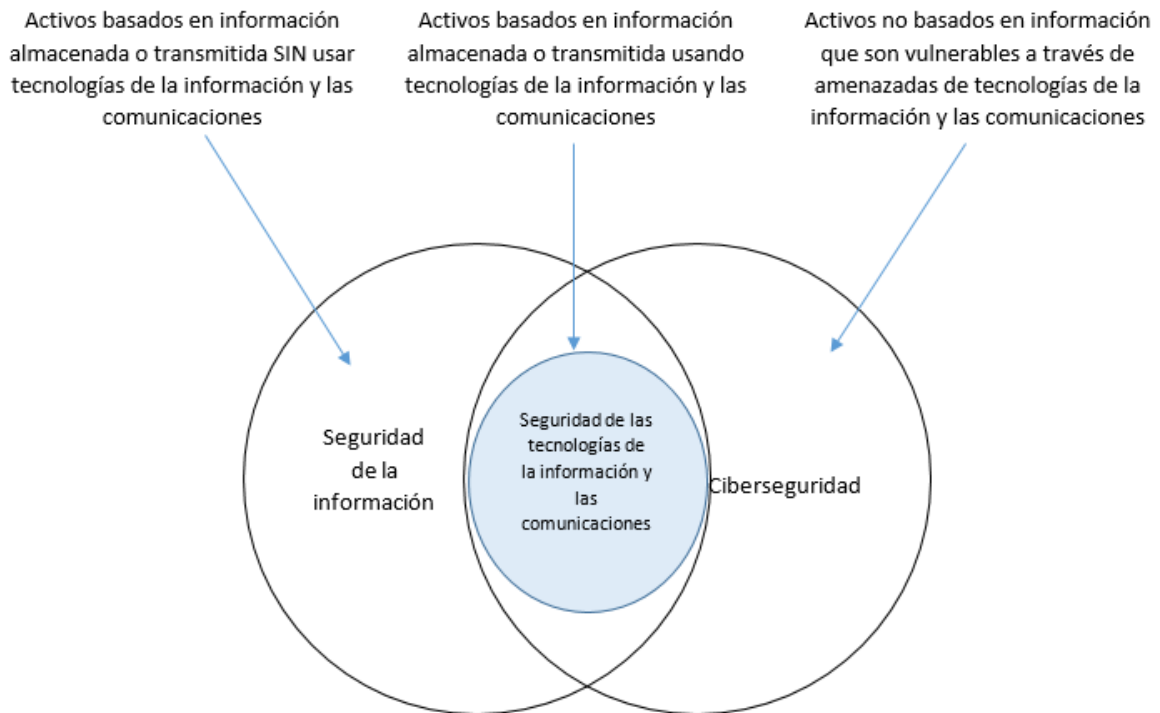 Activos basados en información
almacenada o transmitida SIN usar
tecnologías de la información y las
comunicaciones
Activos basados en información
almacenada o transmitida usando
tecnologías de la información y las
comunicaciones
Activos no basados en información
que son vulnerables a través de
amenazadas de tecnologías de la
información y las comunicaciones
Seguridad
de la
información
Seguridad de las
tecnologías de
la información y
las
comunicaciones
Ciberseguridad